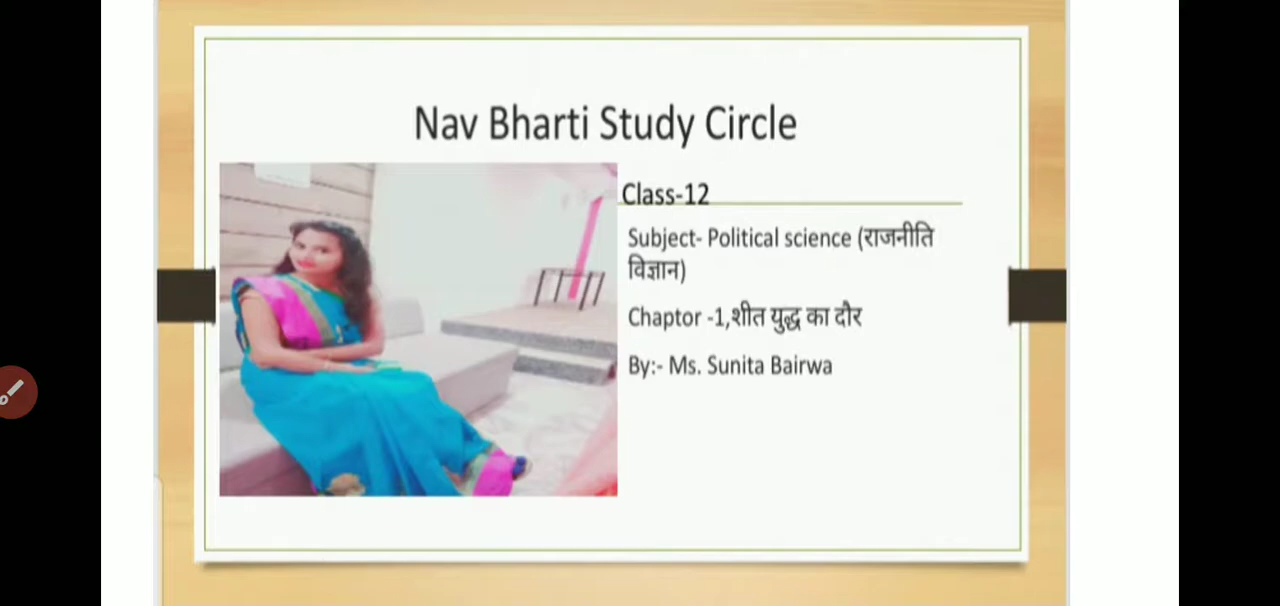 Nav Bharti Study Circle
Class-12
Subject- Political science (राजनीति
विज्ञान)
Chaptor -1,शीत युद्ध का दौर
By:- Ms. Sunita Bairwa